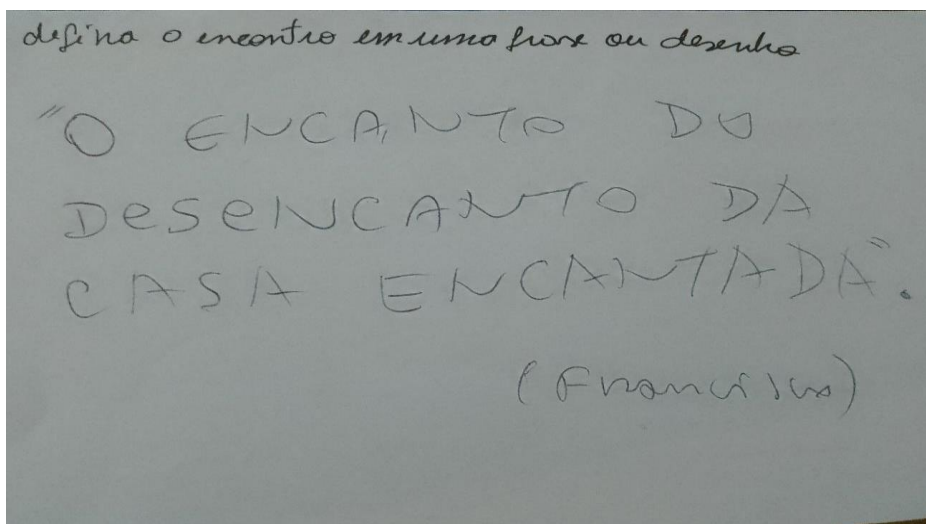 defina o encontro em uma frase ou desenho
"O ENCANTO DO
DeSeNCANTO DA
CASA ENCANTADA".
(Francisco)